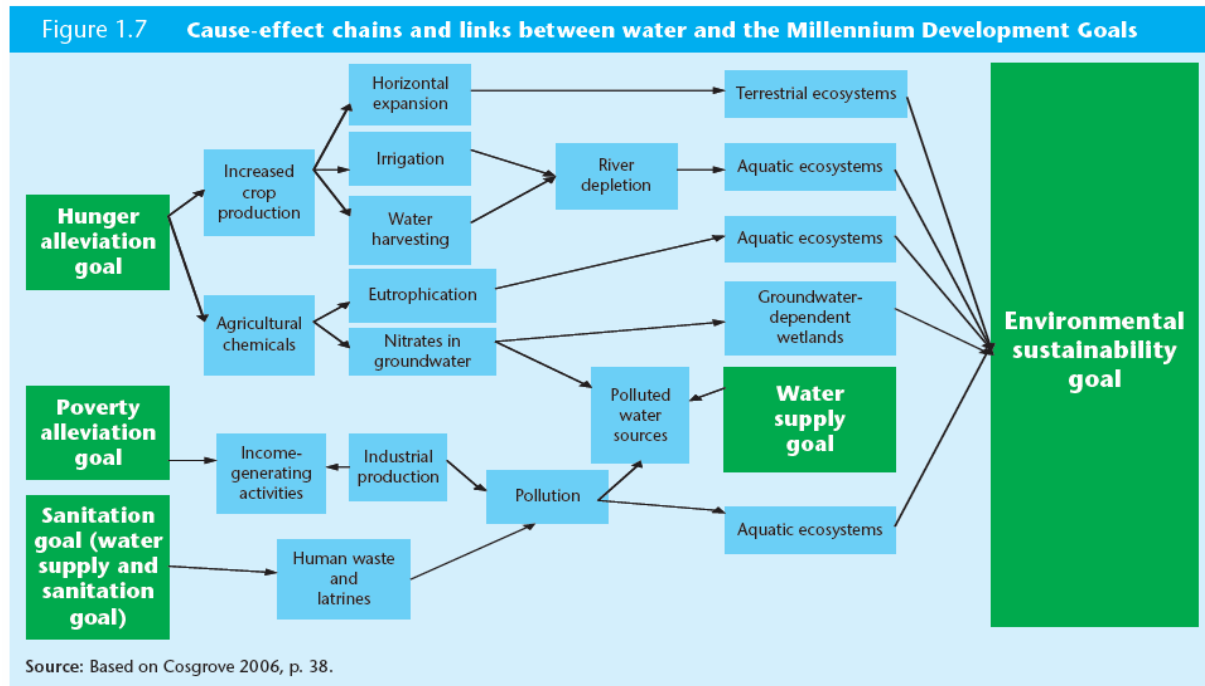 Figure 1.7 Cause-effect chains and links between water and the Millennium Development Goals
Horizontal
expansion
Terrestrial ecosystems
Increased
crop
production
Irrigation
River
depletion
Aquatic ecosystems
Hunger
alleviation
goal
Water
harvesting
Aquatic ecosystems
Agricultural
chemicals
Eutrophication
Groundwater-
dependent
wetlands
Nitrates in
groundwater
Environmental
sustainability
goal
Poverty
alleviation
goal
Polluted
water
sources
Water
supply
goal
Income-
generating
activities
Industrial
production
Pollution
Aquatic ecosystems
Sanitation
goal (water
supply and
sanitation
goal)
Human waste
and
latrines
Source: Based on Cosgrove 2006, p. 38.